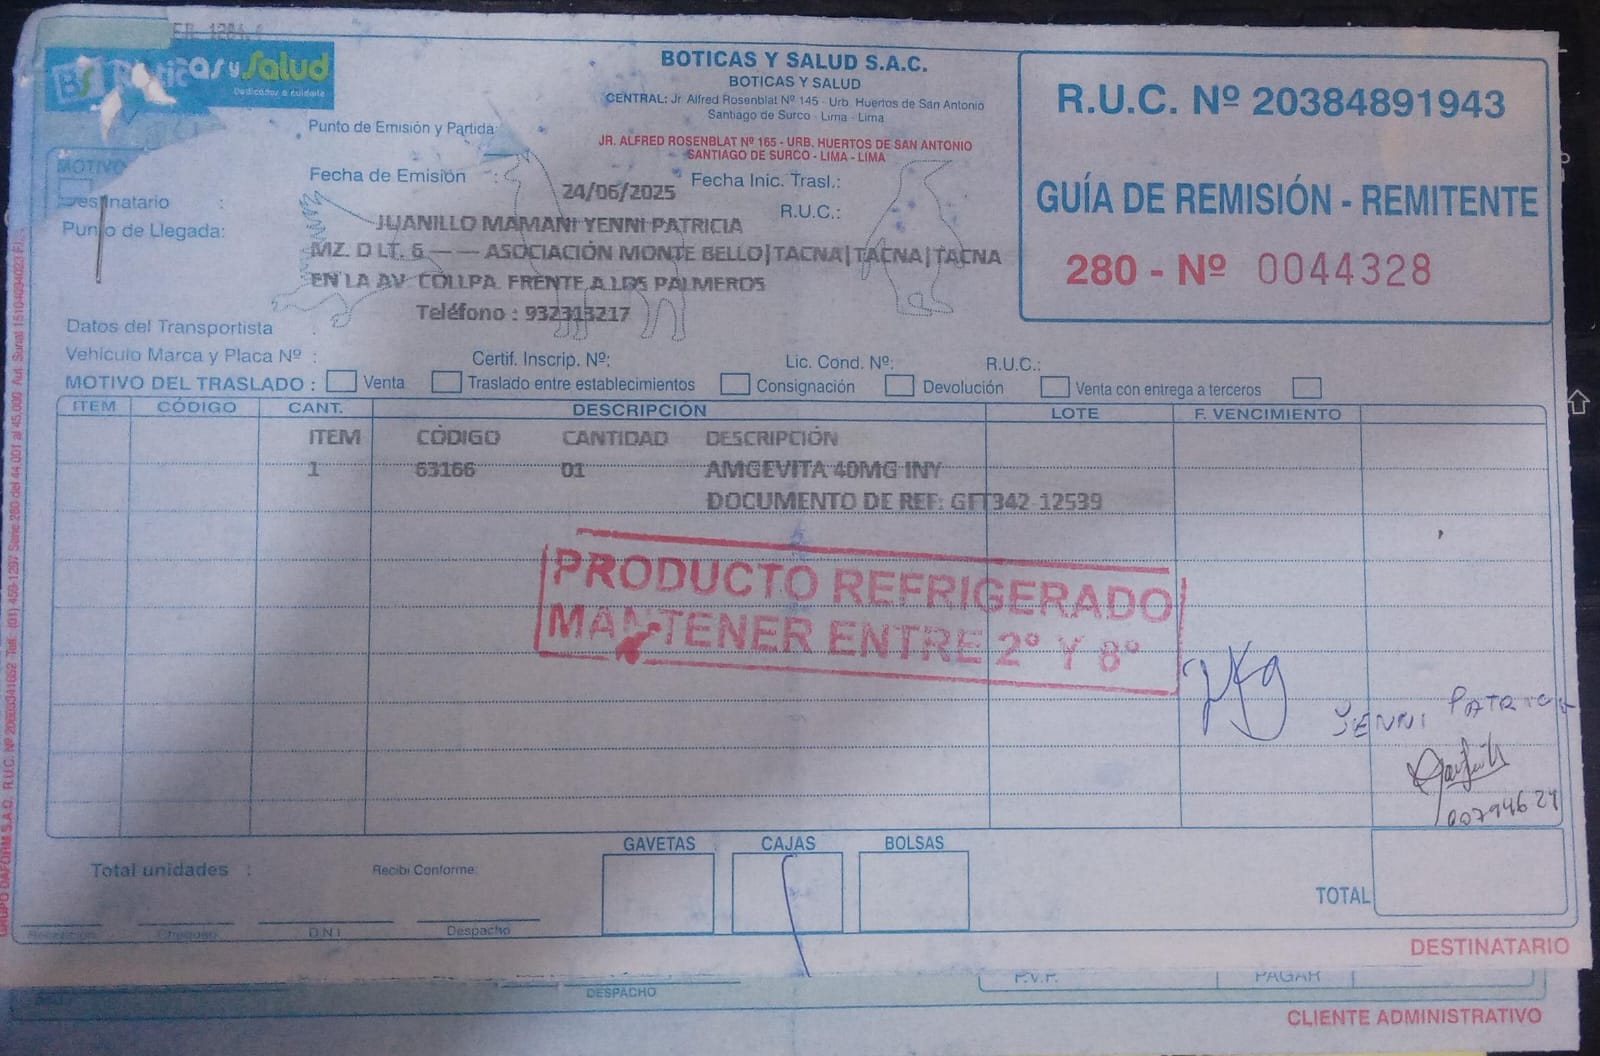 Boticas y Salud
Dedicados a cuidarte
BOTICAS Y SALUD S.A.C.
BOTICAS Y SALUD
CENTRAL: Jr. Alfred Rosenblat Nº 145 - Urb. Huertos de San Antonio
Santiago de Surco - Lima - Lima
Punto de Emisión y Partida:
JR. ALFRED ROSENBLAT Nº 165 - URB. HUERTOS DE SAN ANTONIO
SANTIAGO DE SURCO - LIMA - LIMA
R.U.C. Nº 20384891943
GUÍA DE REMISIÓN - REMITENTE
280 - Nº 0044328
MOTIVO
Fecha de Emisión : 24/06/2025 Fecha Inic. Trasl.:
Destinatario : JUANILLO MAMANI YENNI PATRICIA R.U.C.:
Punto de Llegada: MZ. D LT. 6 — — ASOCIACIÓN MONTE BELLO|TACNA|TACNA|TACNA
EN LA AV COLLPA FRENTE A LOS PALMEROS
Teléfono : 932313217
Datos del Transportista :
Vehículo Marca y Placa Nº : Certif. Inscrip. Nº: Lic. Cond. Nº: R.U.C.:
MOTIVO DEL TRASLADO : Venta Traslado entre establecimientos Consignación Devolución Venta con entrega a terceros
ITEM CÓDIGO CANT. DESCRIPCIÓN LOTE F. VENCIMIENTO
ITEM CÓDIGO CANTIDAD DESCRIPCIÓN
1 63166 01 AMGEVITA 40MG INY
DOCUMENTO DE REF: GFT342-12539
PRODUCTO REFRIGERADO
MANTENER ENTRE 2º Y 8º
YENNI PATRICIA
00794624
GAVETAS CAJAS BOLSAS
Total unidades : Recibí Conforme:
TOTAL
Recepción Chequeo D.N.I. Despacho
DESTINATARIO
DESPACHO P.V.P. PAGAR
CLIENTE ADMINISTRATIVO